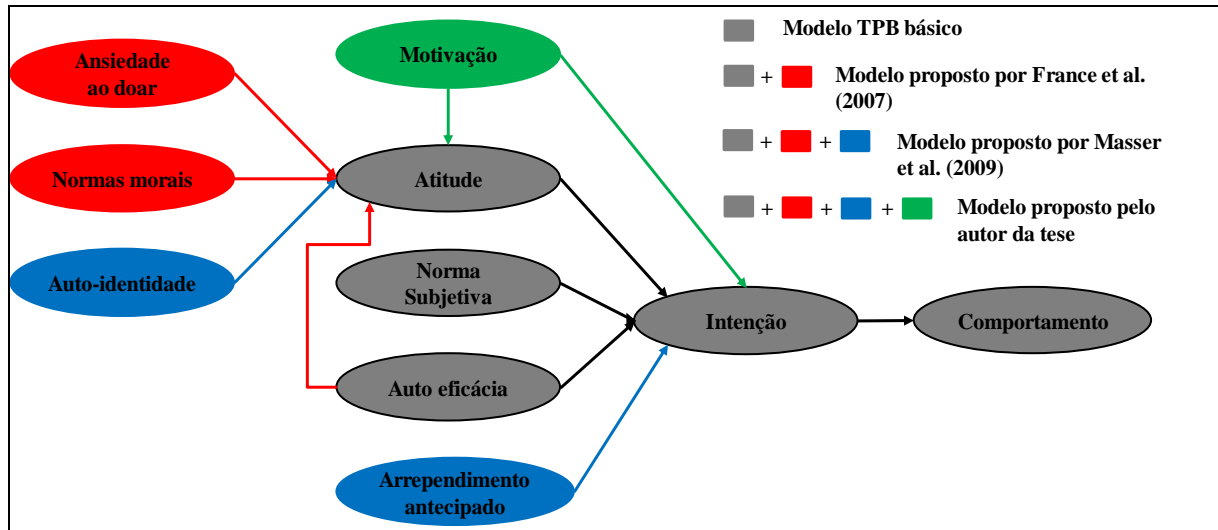 Ansiedade
ao doar
Normas morais
Auto-identidade
Motivação
Atitude
Norma
Subjetiva
Auto eficácia
Arrependimento
antecipado
Intenção
Comportamento
Modelo TPB básico
+ Modelo proposto por France et al.
(2007)
+ + Modelo proposto por Masser
et al. (2009)
+ + + Modelo proposto pelo
autor da tese